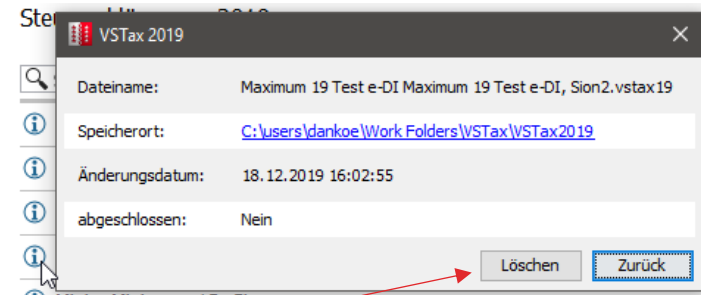 VSTax 2019
Dateiname: Maximum 19 Test e-DI Maximum 19 Test e-DI, Sion2.vstax19
Speicherort: C:\users\dankoe\Work Folders\VSTax\VSTax2019
Änderungsdatum: 18.12.2019 16:02:55
abgeschlossen: Nein
Löschen Zurück